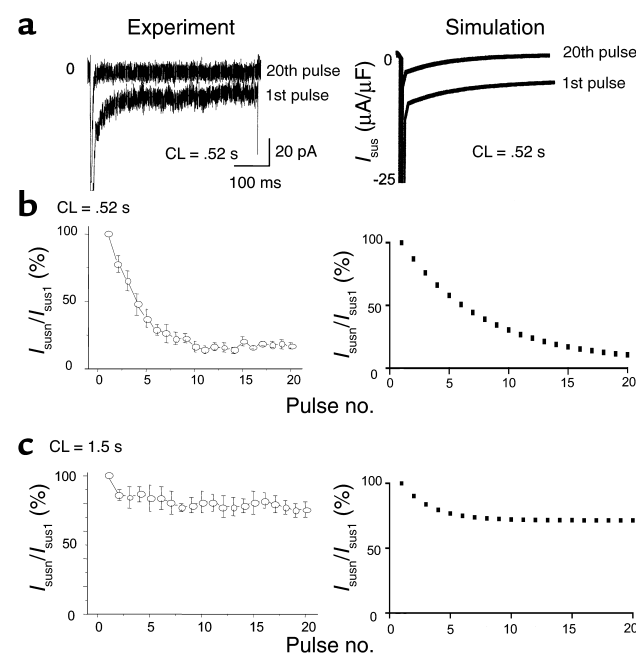 a
Experiment
0
20th pulse
1st pulse
CL = .52 s
20 pA
100 ms
Simulation
0
20th pulse
1st pulse
Isus (µA/µF)
CL = .52 s
-25
b
CL = .52 s
Isusn/Isus1 (%)
100
50
0
0 5 10 15 20
Isusn/Isus1 (%)
100
50
0
0 5 10 15 20
Pulse no.
c
CL = 1.5 s
Isusn/Isus1 (%)
100
50
0
0 5 10 15 20
Isusn/Isus1 (%)
100
50
0
0 5 10 15 20
Pulse no.